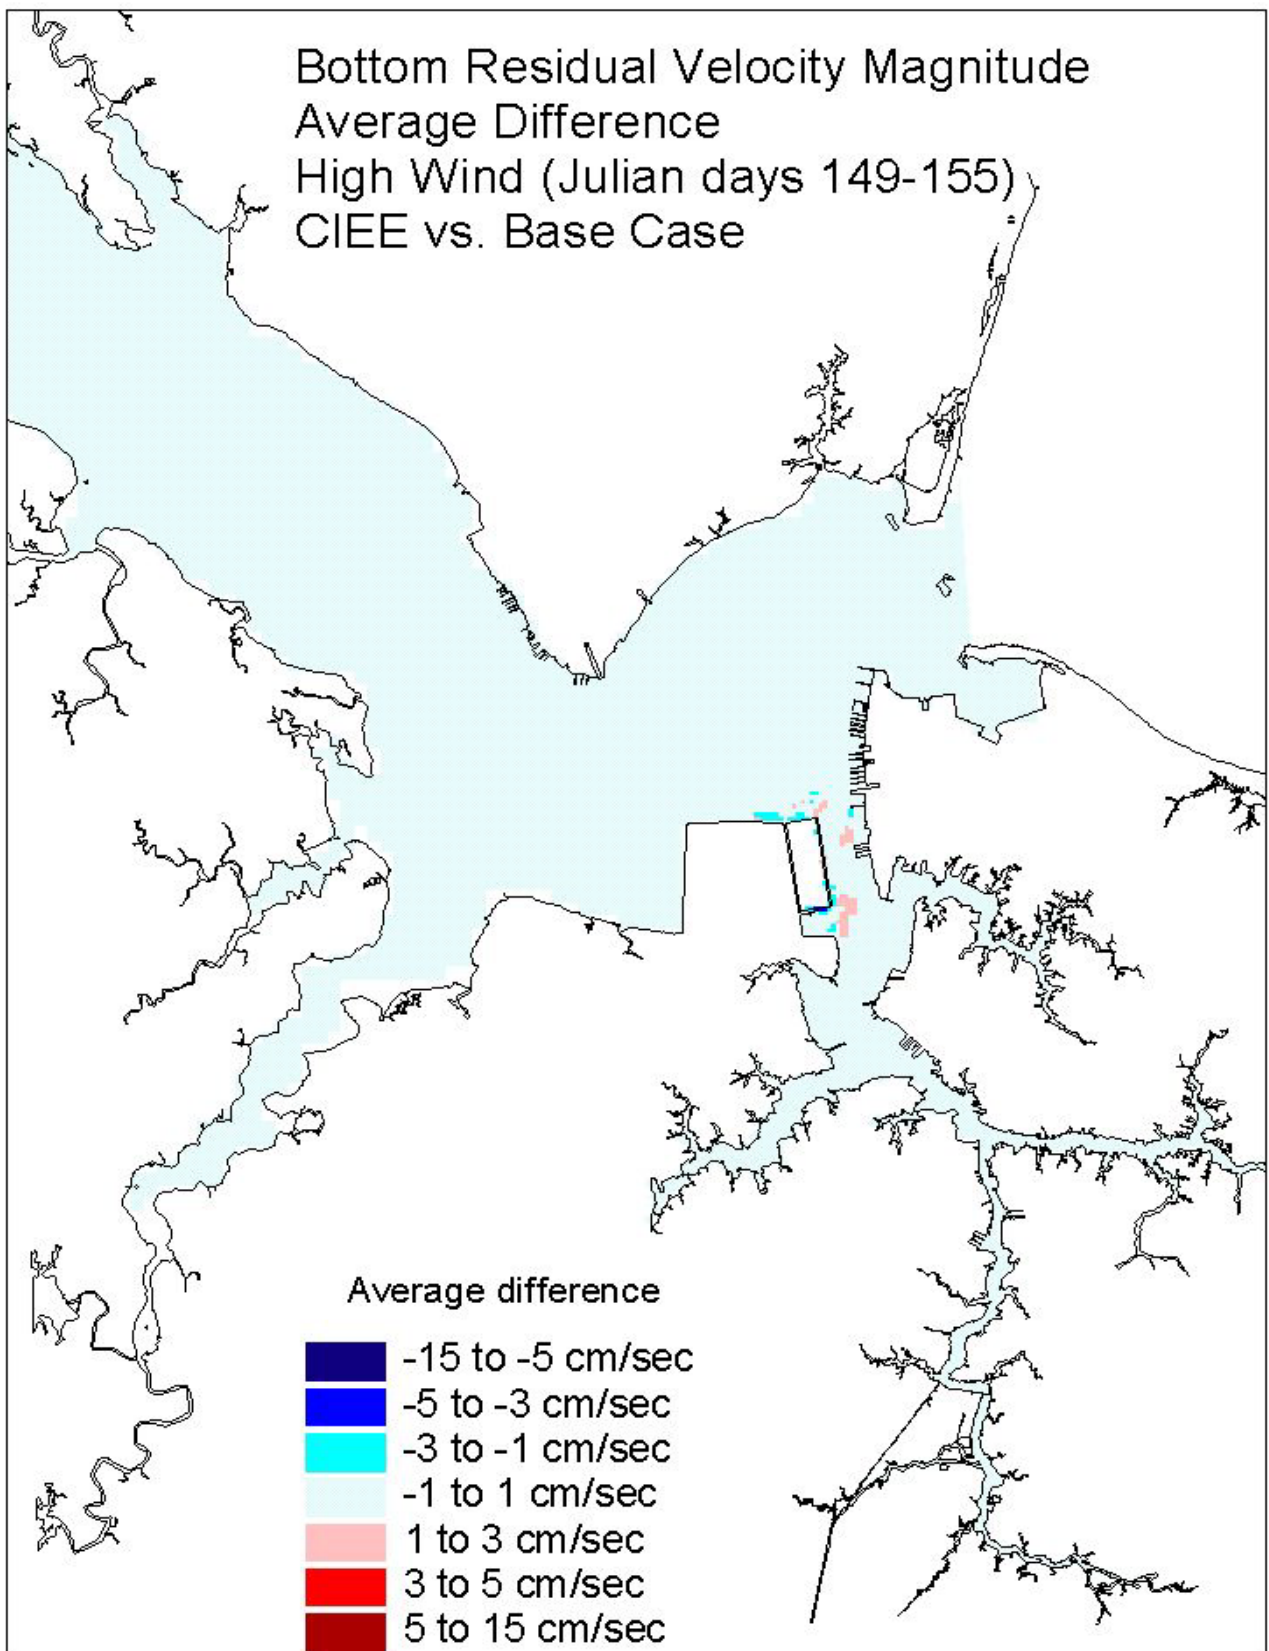 Bottom Residual Velocity Magnitude
Average Difference
High Wind (Julian days 149-155)
CIEE vs. Base Case
Average difference
-15 to -5 cm/sec
-5 to -3 cm/sec
-3 to -1 cm/sec
-1 to 1 cm/sec
1 to 3 cm/sec
3 to 5 cm/sec
5 to 15 cm/sec